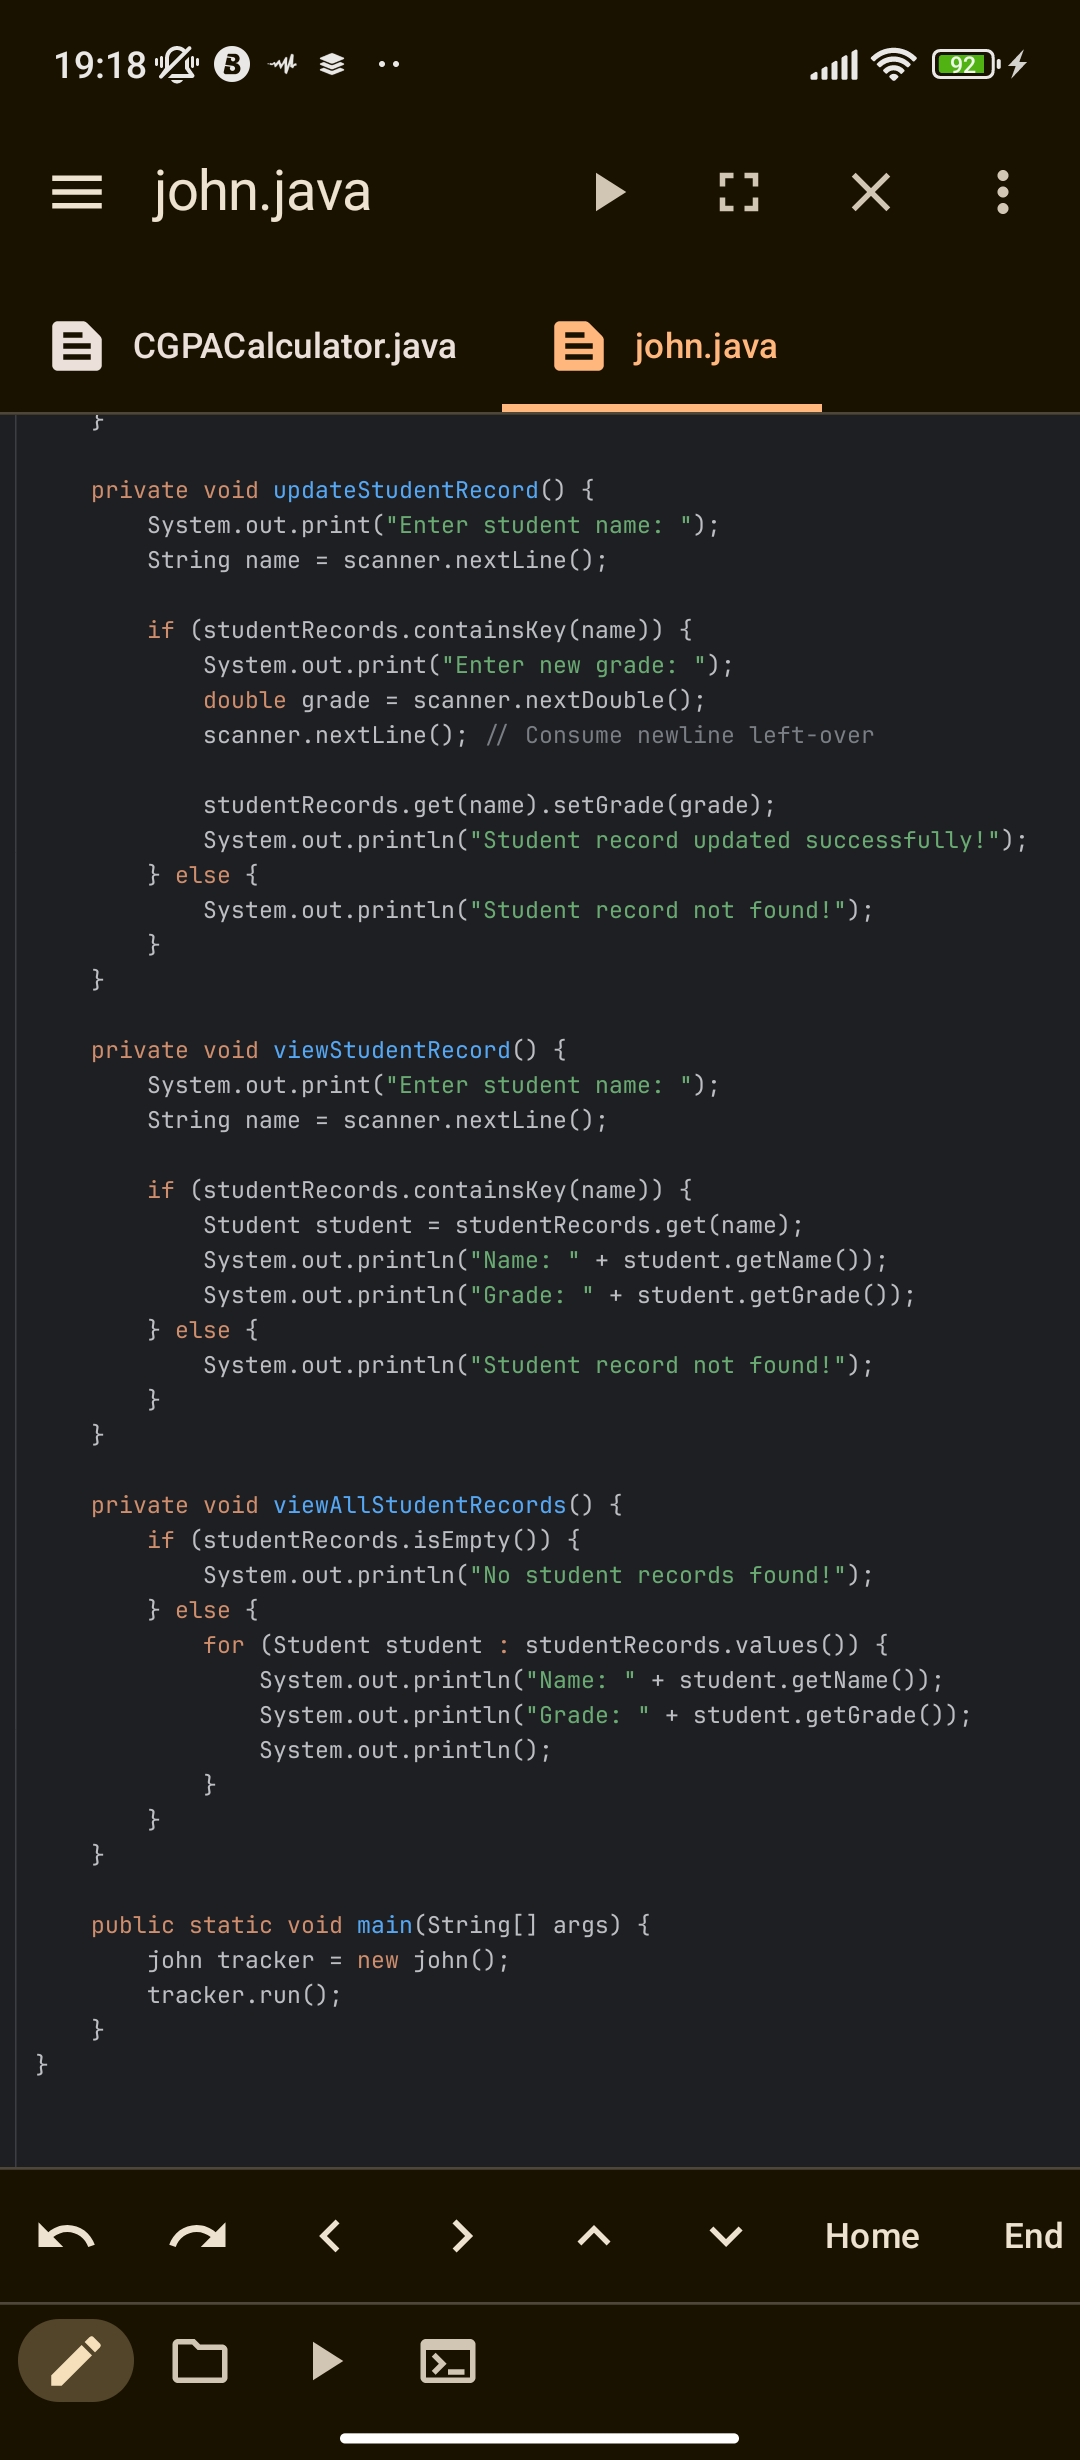 19:18
92
john.java
CGPACalculator.java
john.java
}
private void updateStudentRecord() {
System.out.print("Enter student name: ");
String name = scanner.nextLine();
if (studentRecords.containsKey(name)) {
System.out.print("Enter new grade: ");
double grade = scanner.nextDouble();
scanner.nextLine(); // Consume newline left-over
studentRecords.get(name).setGrade(grade);
System.out.println("Student record updated successfully!");
} else {
System.out.println("Student record not found!");
}
}
private void viewStudentRecord() {
System.out.print("Enter student name: ");
String name = scanner.nextLine();
if (studentRecords.containsKey(name)) {
Student student = studentRecords.get(name);
System.out.println("Name: " + student.getName());
System.out.println("Grade: " + student.getGrade());
} else {
System.out.println("Student record not found!");
}
}
private void viewAllStudentRecords() {
if (studentRecords.isEmpty()) {
System.out.println("No student records found!");
} else {
for (Student student : studentRecords.values()) {
System.out.println("Name: " + student.getName());
System.out.println("Grade: " + student.getGrade());
System.out.println();
}
}
}
public static void main(String[] args) {
john tracker = new john();
tracker.run();
}
}
Home End